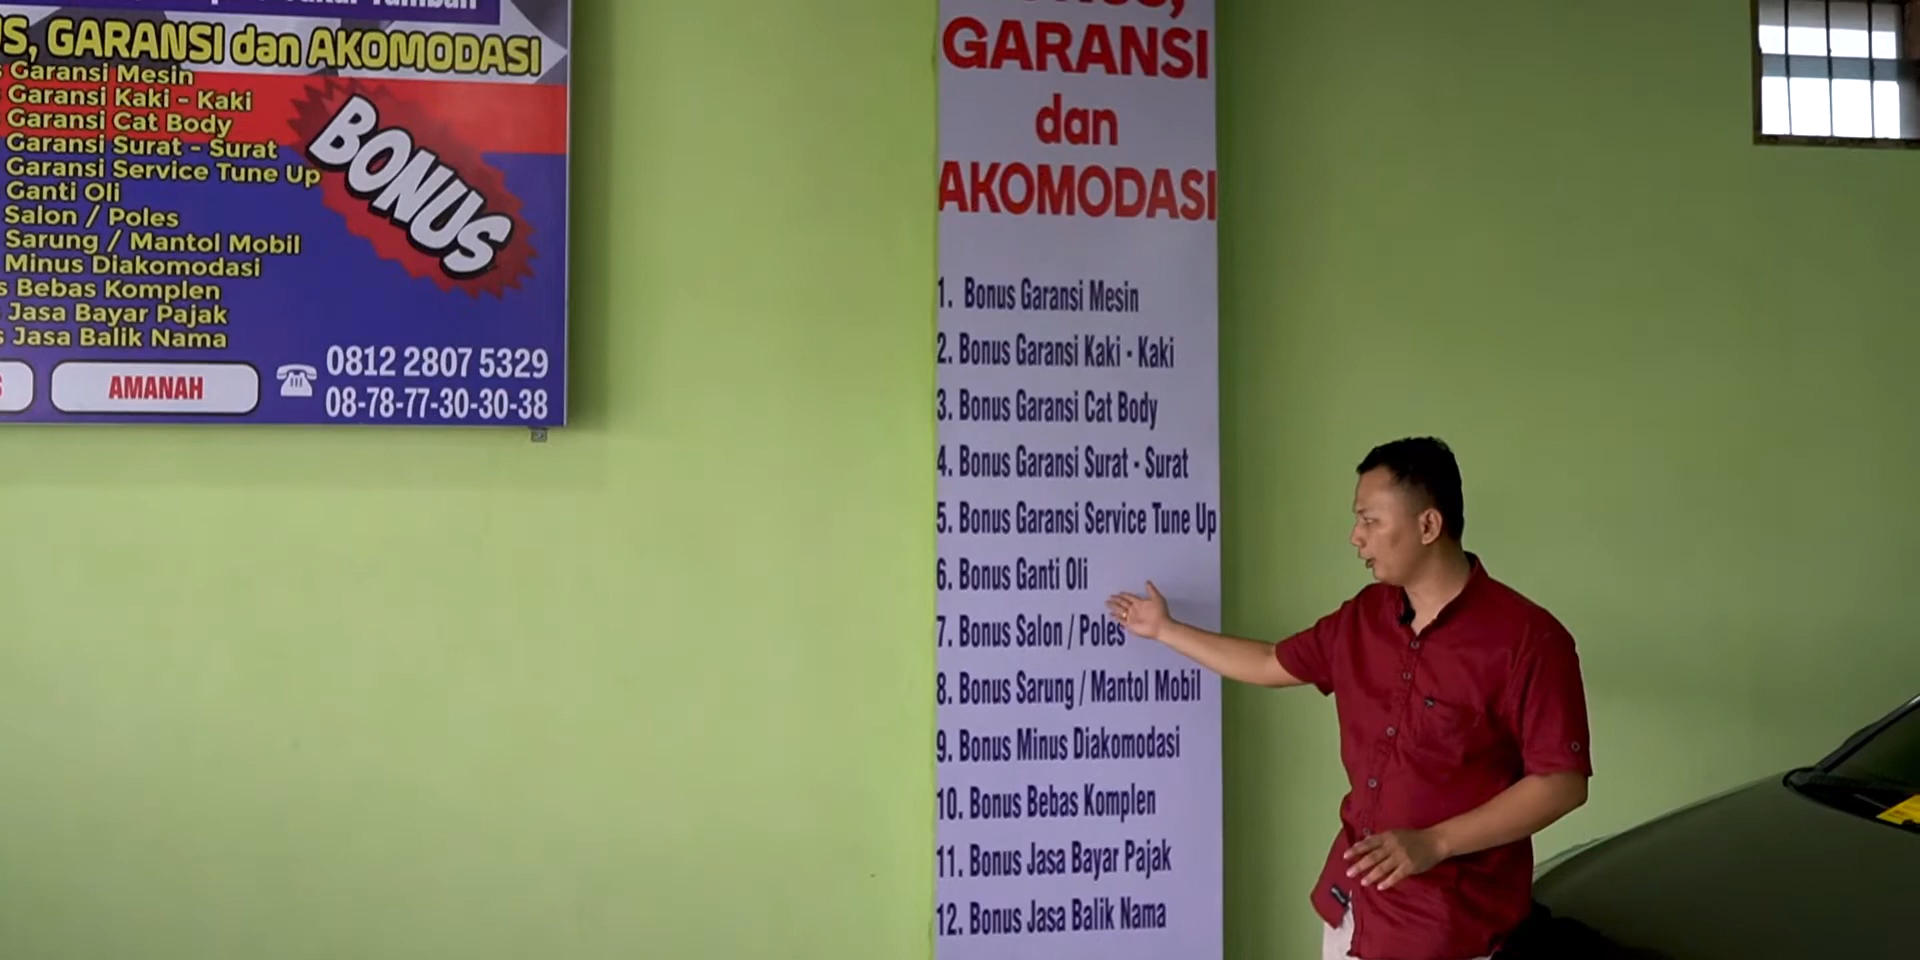 S, GARANSI dan AKOMODASI
Garansi Mesin
Garansi Kaki - Kaki
Garansi Cat Body
Garansi Surat - Surat
Garansi Service Tune Up
Ganti Oli
Salon / Poles
Sarung / Mantol Mobil
Minus Diakomodasi
s Bebas Komplen
Jasa Bayar Pajak
s Jasa Balik Nama
BONUS
AMANAH
0812 2807 5329
08-78-77-30-30-38
GARANSI
dan
AKOMODASI
1. Bonus Garansi Mesin
2. Bonus Garansi Kaki - Kaki
3. Bonus Garansi Cat Body
4. Bonus Garansi Surat - Surat
5. Bonus Garansi Service Tune Up
6. Bonus Ganti Oli
7. Bonus Salon / Poles
8. Bonus Sarung / Mantol Mobil
9. Bonus Minus Diakomodasi
10. Bonus Bebas Komplen
11. Bonus Jasa Bayar Pajak
12. Bonus Jasa Balik Nama